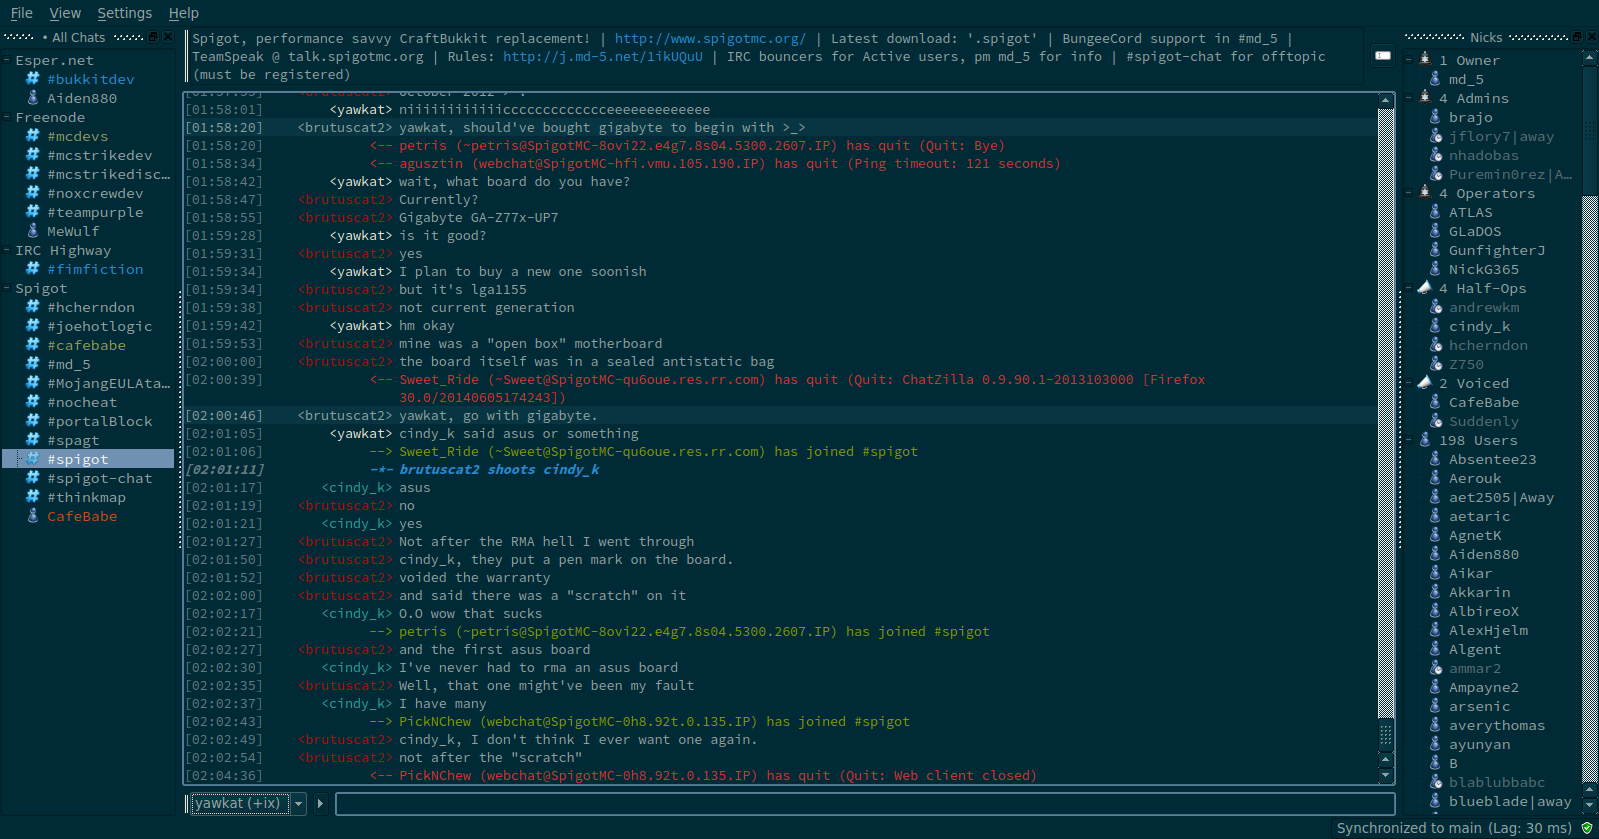 File View Settings Help
• All Chats
Esper.net
#bukkitdev
Aiden880
Freenode
#mcdevs
#mcstrikedev
#mcstrikedisc...
#noxcrewdev
#teampurple
MeWulf
IRC Highway
#fimfiction
Spigot
#hcherndon
#joehotlogic
#cafebabe
#md_5
#MojangEULAta...
#nocheat
#portalBlock
#spagt
#spigot
#spigot-chat
#thinkmap
CafeBabe
Spigot, performance savvy CraftBukkit replacement! | http://www.spigotmc.org/ | Latest download: '.spigot' | BungeeCord support in #md_5 |
TeamSpeak @ talk.spigotmc.org | Rules: http://j.md-5.net/1ikUQuU | IRC bouncers for Active users, pm md_5 for info | #spigot-chat for offtopic
(must be registered)
[01:58:01] <yawkat> niiiiiiiiiiiiccccccccccccceeeeeeeeeeeee
[01:58:20] <brutuscat2> yawkat, should've bought gigabyte to begin with >_>
[01:58:20] <-- petris (~petris@SpigotMC-8ovi22.e4g7.8s04.5300.2607.IP) has quit (Quit: Bye)
[01:58:34] <-- agusztin (webchat@SpigotMC-hfi.vmu.105.190.IP) has quit (Ping timeout: 121 seconds)
[01:58:42] <yawkat> wait, what board do you have?
[01:58:47] <brutuscat2> Currently?
[01:58:55] <brutuscat2> Gigabyte GA-Z77x-UP7
[01:59:28] <yawkat> is it good?
[01:59:31] <brutuscat2> yes
[01:59:34] <yawkat> I plan to buy a new one soonish
[01:59:34] <brutuscat2> but it's lga1155
[01:59:38] <brutuscat2> not current generation
[01:59:42] <yawkat> hm okay
[01:59:53] <brutuscat2> mine was a "open box" motherboard
[02:00:00] <brutuscat2> the board itself was in a sealed antistatic bag
[02:00:39] <-- Sweet_Ride (~Sweet@SpigotMC-qu6oue.res.rr.com) has quit (Quit: ChatZilla 0.9.90.1-2013103000 [Firefox
30.0/20140605174243])
[02:00:46] <brutuscat2> yawkat, go with gigabyte.
[02:01:05] <yawkat> cindy_k said asus or something
[02:01:06] --> Sweet_Ride (~Sweet@SpigotMC-qu6oue.res.rr.com) has joined #spigot
[02:01:11] -*- brutuscat2 shoots cindy_k
[02:01:17] <cindy_k> asus
[02:01:19] <brutuscat2> no
[02:01:21] <cindy_k> yes
[02:01:27] <brutuscat2> Not after the RMA hell I went through
[02:01:50] <brutuscat2> cindy_k, they put a pen mark on the board.
[02:01:52] <brutuscat2> voided the warranty
[02:02:00] <brutuscat2> and said there was a "scratch" on it
[02:02:17] <cindy_k> O.O wow that sucks
[02:02:21] --> petris (~petris@SpigotMC-8ovi22.e4g7.8s04.5300.2607.IP) has joined #spigot
[02:02:27] <brutuscat2> and the first asus board
[02:02:30] <cindy_k> I've never had to rma an asus board
[02:02:35] <brutuscat2> Well, that one might've been my fault
[02:02:37] <cindy_k> I have many
[02:02:43] --> PickNChew (webchat@SpigotMC-0h8.92t.0.135.IP) has joined #spigot
[02:02:49] <brutuscat2> cindy_k, I don't think I ever want one again.
[02:02:54] <brutuscat2> not after the "scratch"
[02:04:36] <-- PickNChew (webchat@SpigotMC-0h8.92t.0.135.IP) has quit (Quit: Web client closed)
yawkat (+ix)
Nicks
1 Owner
md_5
4 Admins
brajo
jflory7|away
nhadobas
Puremin0rez|A...
4 Operators
ATLAS
GLaDOS
GunfighterJ
NickG365
4 Half-Ops
andrewkm
cindy_k
hcherndon
Z750
2 Voiced
CafeBabe
Suddenly
198 Users
Absentee23
Aerouk
aet2505|Away
aetaric
AgnetK
Aiden880
Aikar
Akkarin
AlbireoX
AlexHjelm
Algent
ammar2
Ampayne2
arsenic
averythomas
ayunyan
B
blablubbabc
blueblade|away
Synchronized to main (Lag: 30 ms)